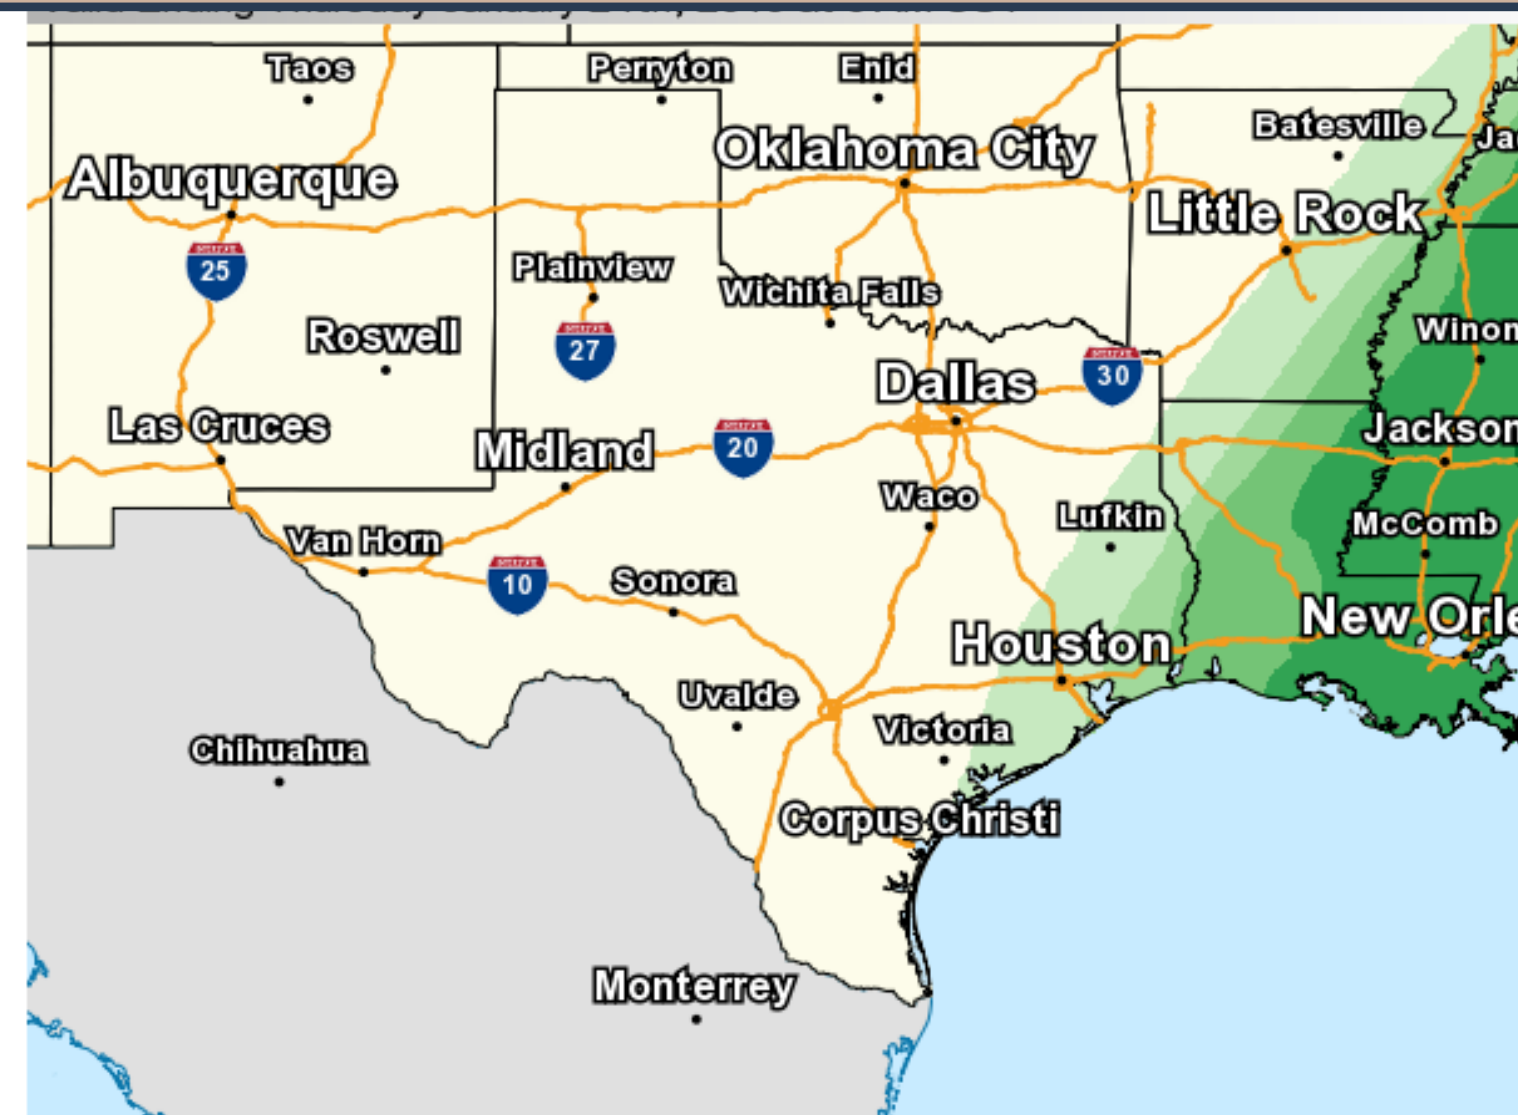 Taos
Perryton
Enid
Batesville
Oklahoma City
Albuquerque
Little Rock
25
Plainview
Wichita Falls
Roswell
27
Winon
Dallas
30
Las Cruces
Midland
20
Jackson
Waco
Lufkin
McComb
Van Horn
10
Sonora
New Orle
Houston
Uvalde
Victoria
Chihuahua
Corpus Christi
Monterrey